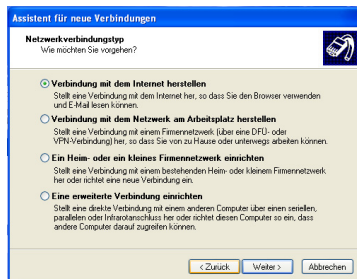 Assistent für neue Verbindungen
Netzwerkverbindungstyp
Wie möchten Sie vorgehen?
Verbindung mit dem Internet herstellen
Stellt eine Verbindung mit dem Internet her, so dass Sie den Browser verwenden
und E-Mail lesen können.
Verbindung mit dem Netzwerk am Arbeitsplatz herstellen
Stellt eine Verbindung mit einem Firmennetzwerk (über eine DFÜ- oder
VPN-Verbindung) her, so dass Sie von zu Hause oder unterwegs arbeiten können.
Ein Heim- oder ein kleines Firmennetzwerk einrichten
Stellt eine Verbindung mit einem bestehenden Heim- oder kleinem Firmennetzwerk
her oder richtet eine neue Verbindung ein.
Eine erweiterte Verbindung einrichten
Stellt eine direkte Verbindung mit einem anderen Computer über einen seriellen,
parallelen oder Infrarotanschluss her oder richtet diesen Computer so ein, dass
andere Computer darauf zugreifen können.
< Zurück Weiter > Abbrechen